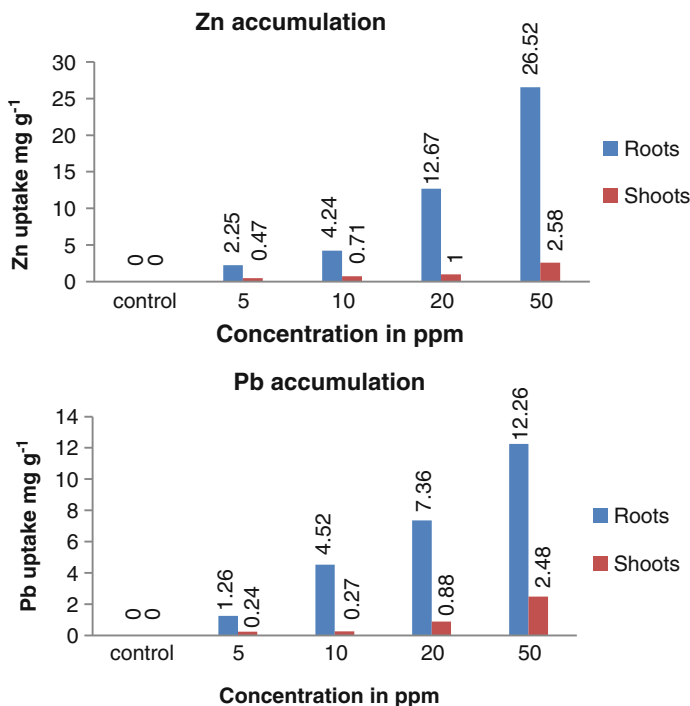 Zn accumulation
Zn uptake mg g⁻¹
30
25
20
15
10
5
0
0 0
2.25 0.47
4.24 0.71
12.67 1
26.52 2.58
control 5 10 20 50
Concentration in ppm
Roots
Shoots
Pb accumulation
Pb uptake mg g⁻¹
14
12
10
8
6
4
2
0
0 0
1.26 0.24
4.52 0.27
7.36 0.88
12.26 2.48
control 5 10 20 50
Concentration in ppm
Roots
Shoots